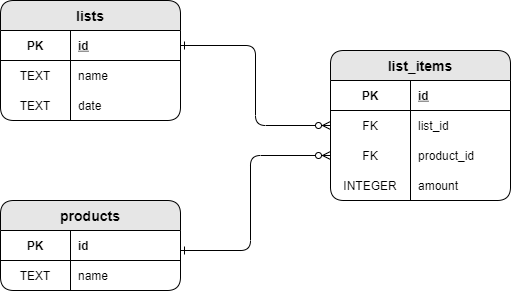 lists
PK id
TEXT name
TEXT date
list_items
PK id
FK list_id
FK product_id
INTEGER amount
products
PK id
TEXT name